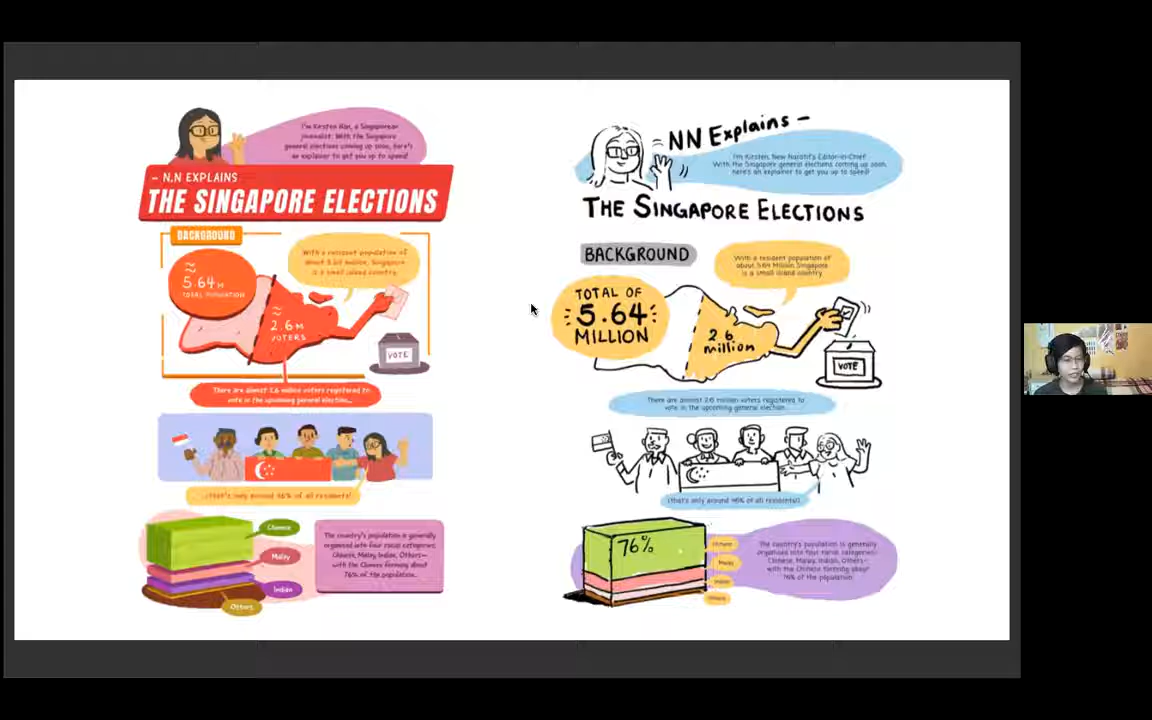 I'm Kirsten Han, a Singaporean
journalist. With the Singapore
general elections coming up soon, here's
an explainer to get you up to speed!
— N.N EXPLAINS
THE SINGAPORE ELECTIONS
BACKGROUND
With a resident population of
about 5.64 million, Singapore
is a small island country.
≈
5.64M
TOTAL POPULATION
≈
2.6M
VOTERS
VOTE
There are almost 2.6 million voters registered to
vote in the upcoming general election...
(that's only around 46% of all residents!)
Chinese
Malay
Indian
Others
The country's population is generally
organised into four racial categories:
Chinese, Malay, Indian, Others—
with the Chinese forming about
76% of the population.
NN Explains —
I'm Kirsten, New Naratif's Editor-in-Chief.
With the Singapore general elections coming up soon,
here's an explainer to get you up to speed!
THE SINGAPORE ELECTIONS
BACKGROUND
With a resident population of
about 5.64 Million, Singapore
is a small island country.
TOTAL OF
5.64
MILLION
2.6
million
VOTE
There are almost 2.6 million voters registered to
vote in the upcoming general election...
(that's only around 46% of all residents!)
76%
Chinese
Malay
Indian
Others
The country's population is generally
organised into four racial categories:
Chinese, Malay, Indian, Others—
with the Chinese forming about
76% of the population.